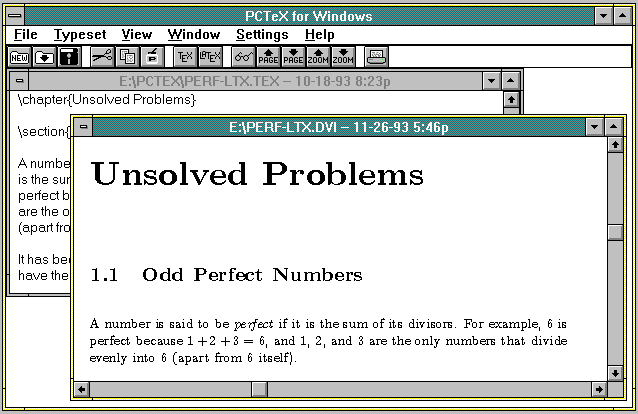 PCTeX for Windows
File Typeset View Window Settings Help
NEW TEX LATEX PAGE PAGE ZOOM ZOOM
E:\PCTEX\PERF-LTX.TEX – 10-18-93 8:23p
\chapter{Unsolved Problems}
\section{
A numbe
is the sur
perfect b
are the o
(apart fror
It has bee
have the
E:\PERF-LTX.DVI – 11-26-93 5:46p
Unsolved Problems
1.1 Odd Perfect Numbers
A number is said to be perfect if it is the sum of its divisors. For example, 6 is
perfect because 1 + 2 + 3 = 6, and 1, 2, and 3 are the only numbers that divide
evenly into 6 (apart from 6 itself).